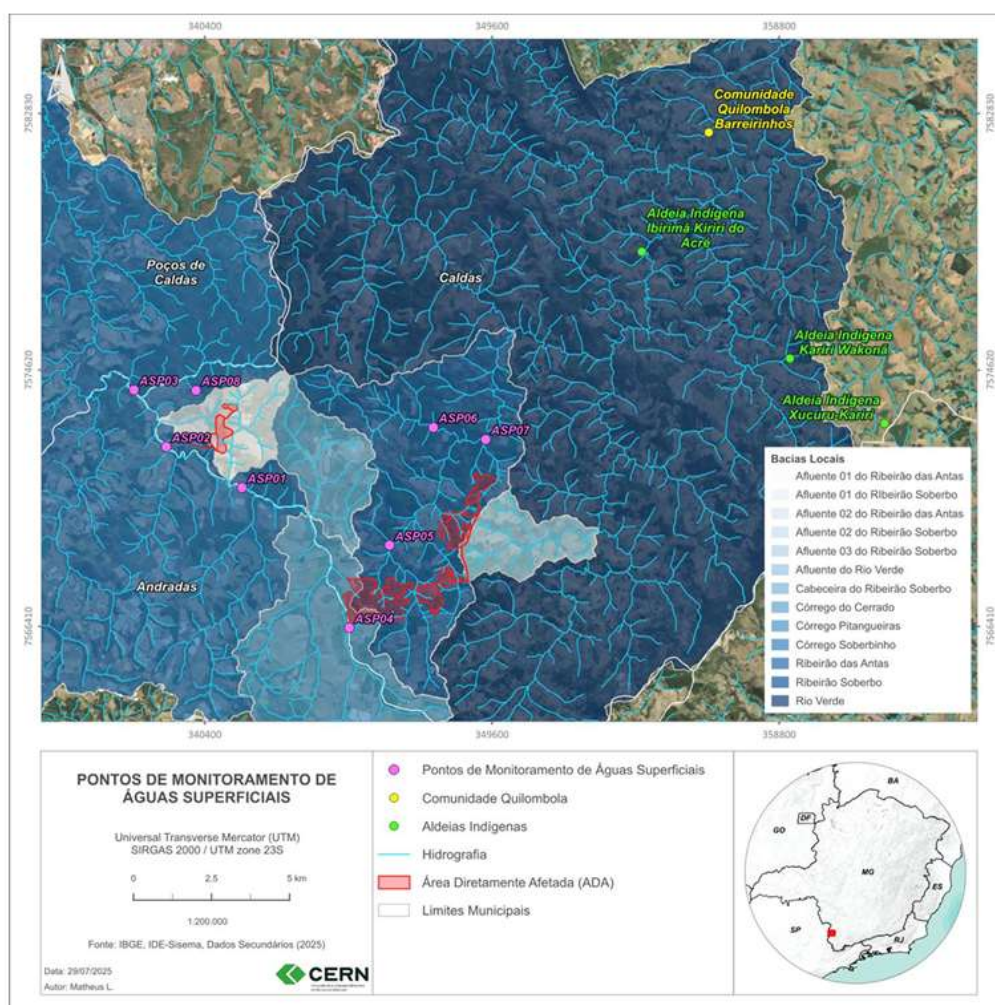 340400
349600
358800
7582830
7582830
N
Comunidade
Quilombola
Barreirinhos
Aldeia Indígena
Ibirimã Kiriri do
Acré
Poços de
Caldas
Caldas
Aldeia Indígena
Kariri Wakoná
7574620
7574620
ASP03
ASP08
Aldeia Indígena
Xucuru-Kariri
ASP06
ASP07
ASP02
ASP01
ASP05
Andradas
ASP04
7566410
7566410
Bacias Locais
Afluente 01 do Ribeirão das Antas
Afluente 01 do Ribeirão Soberbo
Afluente 02 do Ribeirão das Antas
Afluente 02 do Ribeirão Soberbo
Afluente 03 do Ribeirão Soberbo
Afluente do Rio Verde
Cabeceira do Ribeirão Soberbo
Córrego do Cerrado
Córrego Pitangueiras
Córrego Soberbinho
Ribeirão das Antas
Ribeirão Soberbo
Rio Verde
340400
349600
358800
PONTOS DE MONITORAMENTO DE
ÁGUAS SUPERFICIAIS
Universal Transverse Mercator (UTM)
SIRGAS 2000 / UTM zone 23S
0 2.5 5 km
1:200.000
Fonte: IBGE, IDE-Sisema, Dados Secundários (2025)
Data: 29/07/2025
Autor: Matheus L.
CERN
Pontos de Monitoramento de Águas Superficiais
Comunidade Quilombola
Aldeias Indígenas
Hidrografia
Área Diretamente Afetada (ADA)
Limites Municipais
BA
GO
DF
MG
ES
SP
RJ